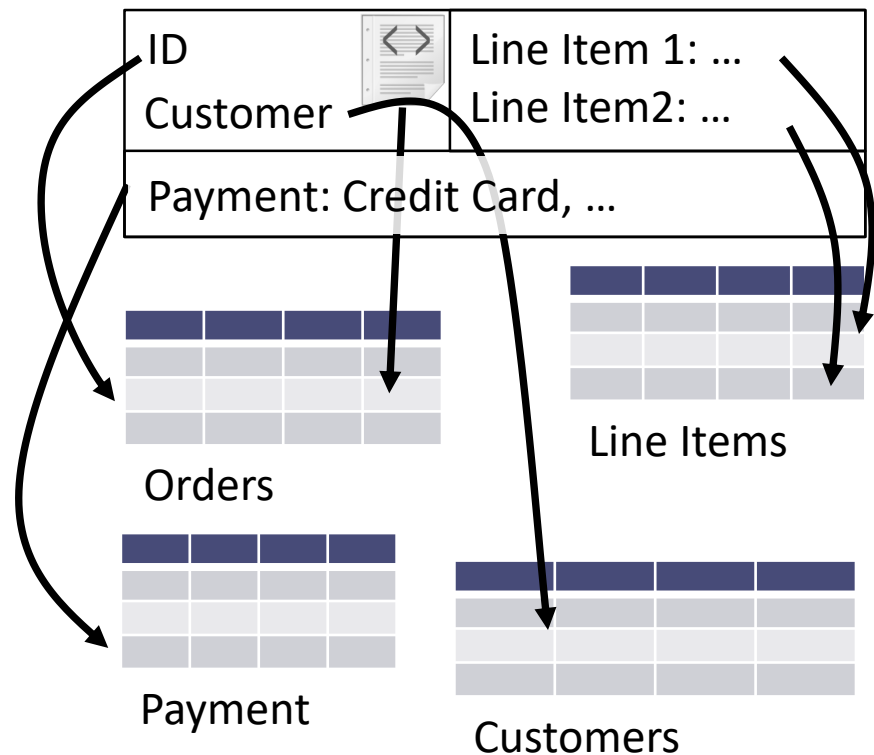 ID
Customer
Line Item 1: …
Line Item2: …
Payment: Credit Card, …
Line Items
Orders
Payment
Customers